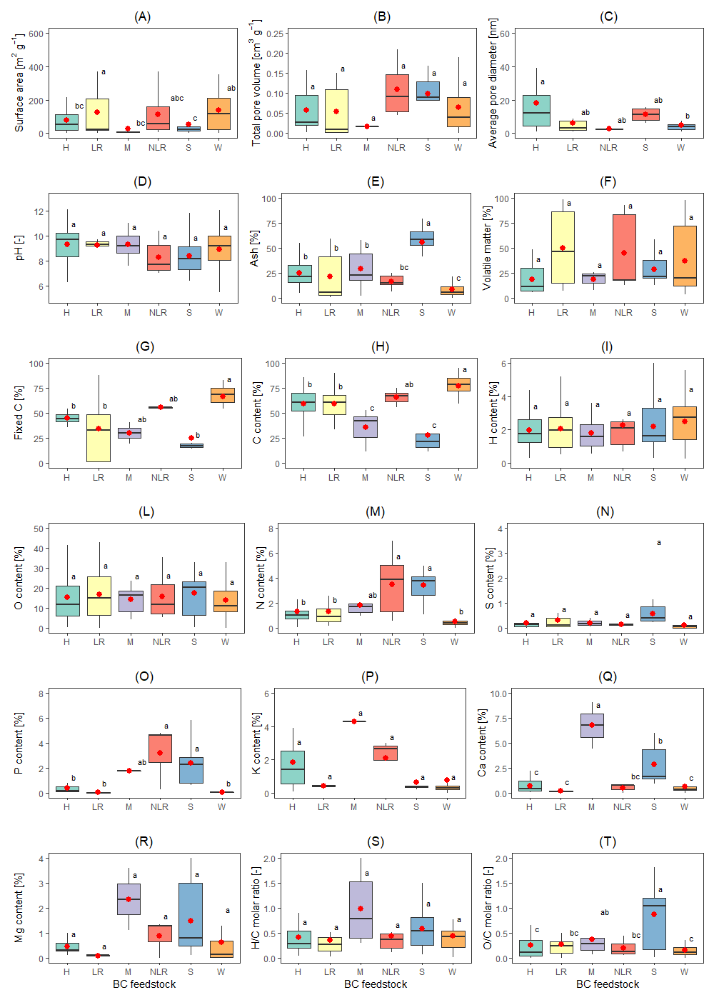 (A)
Surface area [m² g⁻¹]
600
400
200
0
bc
a
bc
abc
c
ab
H LR M NLR S W
(B)
Total pore volume [cm³ g⁻¹]
0.25
0.20
0.15
0.10
0.05
0.00
a
a
a
a
a
a
H LR M NLR S W
(C)
Average pore diameter [nm]
60
40
20
0
a
ab
ab
ab
b
H LR NLR S W
(D)
pH [-]
12
10
8
6
a
a
a
a
a
a
H LR M NLR S W
(E)
Ash [%]
100
75
50
25
0
b
b
b
bc
a
c
H LR M NLR S W
(F)
Volatile matter [%]
100
75
50
25
0
a
a
a
a
a
a
H LR M NLR S W
(G)
Fixed C [%]
100
75
50
25
0
b
b
ab
ab
b
a
H LR M NLR S W
(H)
C content [%]
100
75
50
25
0
b
b
c
ab
c
a
H LR M NLR S W
(I)
H content [%]
6
4
2
0
a
a
a
a
a
a
H LR M NLR S W
(L)
O content [%]
50
40
30
20
10
0
a
a
a
a
a
a
H LR M NLR S W
(M)
N content [%]
8
6
4
2
0
b
b
ab
a
a
b
H LR M NLR S W
(N)
S content [%]
4
3
2
1
0
a
a
a
a
a
a
H LR M NLR S W
(O)
P content [%]
8
6
4
2
0
b
b
ab
a
a
b
H LR M NLR S W
(P)
K content [%]
6
4
2
0
a
a
a
a
a
a
H LR M NLR S W
(Q)
Ca content [%]
10.0
7.5
5.0
2.5
0.0
c
c
a
bc
b
c
H LR M NLR S W
(R)
Mg content [%]
4
3
2
1
0
a
a
a
a
a
a
H LR M NLR S W
BC feedstock
(S)
H/C molar ratio [-]
2.0
1.5
1.0
0.5
0.0
a
a
a
a
a
a
H LR M NLR S W
BC feedstock
(T)
O/C molar ratio [-]
2.0
1.5
1.0
0.5
0.0
c
bc
ab
bc
a
c
H LR M NLR S W
BC feedstock